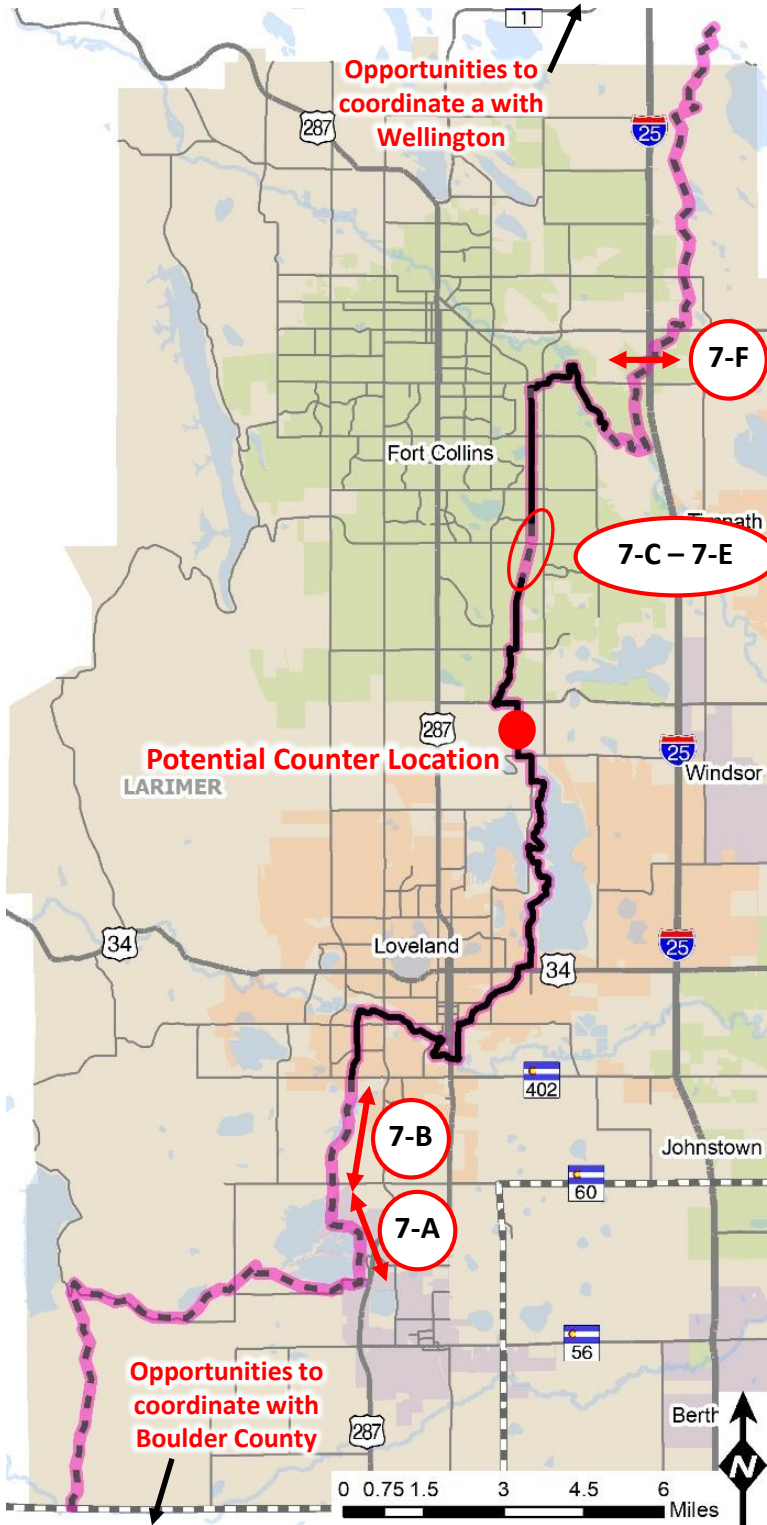 1
Opportunities to
coordinate a with
Wellington
287
25
7-F
Fort Collins
7-C – 7-E
287
Potential Counter Location
25
Windsor
LARIMER
34
Loveland
25
34
402
7-B
Johnstown
60
7-A
56
Opportunities to
coordinate with
Boulder County
287
Berth
N
0 0.75 1.5 3 4.5 6
Miles